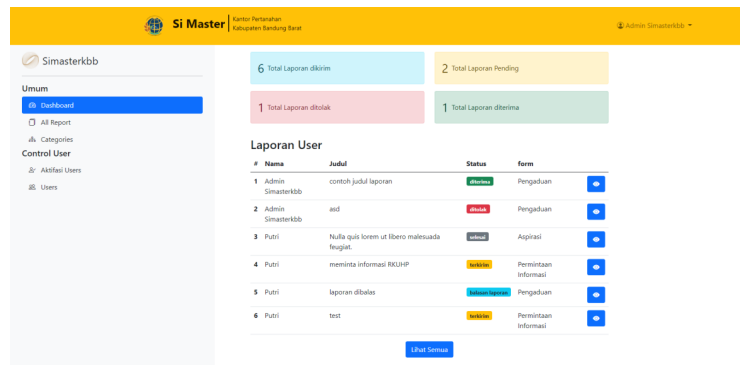 Si Master
Kantor Pertanahan
Kabupaten Bandung Barat
Admin Simasterkbb
Simasterkbb
Umum
Dashboard
All Report
Categories
Control User
Aktifasi Users
Users
6 Total Laporan dikirim
2 Total Laporan Pending
1 Total Laporan ditolak
1 Total Laporan diterima
Laporan User
# Nama Judul Status form
1 Admin Simasterkbb contoh judul laporan diterima Pengaduan
2 Admin Simasterkbb asd ditolak Pengaduan
3 Putri Nulla quis lorem ut libero malesuada feugiat. selesai Aspirasi
4 Putri meminta informasi RKUHP terkirim Permintaan Informasi
5 Putri laporan dibalas balasan laporan Pengaduan
6 Putri test terkirim Permintaan Informasi
Lihat Semua